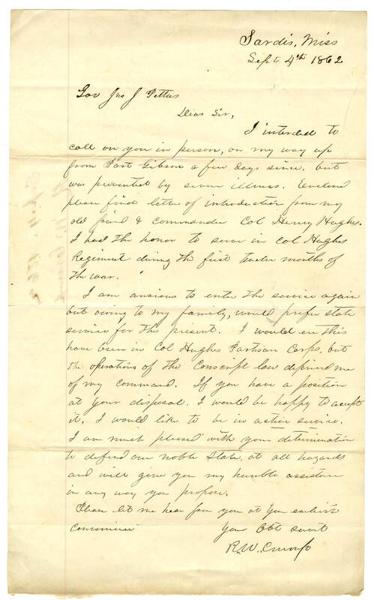 Sardis, Miss
Sept 4th 1862
Gov Jno J Pettus
Dear Sir,
I intended to
call on you in person, on my way up
from Port Gibson a few days since, but
was prevented by severe illness. Enclosed
please find letter of introduction from my
old friend & commander Col Henry Hughes.
I had the honor to serve in Col Hughes
Regiment during the first twelve months of
the war.
I am anxious to enter the service again
but owing to my family, would prefer state
service for the present. I would ere this
have been in Col Hughes Partisan Corps, but
the operation of the Conscript law deprived me
of my command. If you have a position
at your disposal I would be happy to accept
it. I would like to be in active service.
I am most pleased with your determination
to defend our noble State, at all hazards
and will give you my humble assistance
in any way you propose.
Please let me hear from you at your earliest
convenience
Your Obt Servt
R. W. Crump